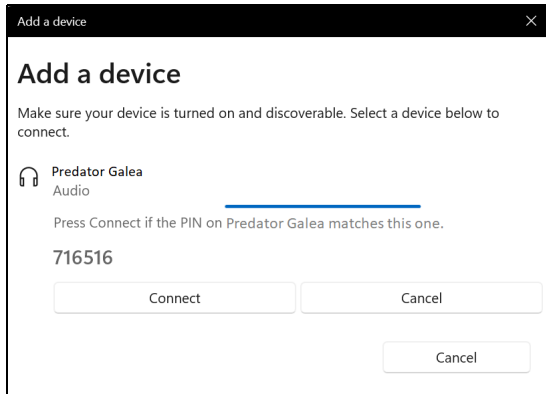 Add a device
Add a device
Make sure your device is turned on and discoverable. Select a device below to
connect.
Predator Galea
Audio
Press Connect if the PIN on Predator Galea matches this one.
716516
Connect
Cancel
Cancel